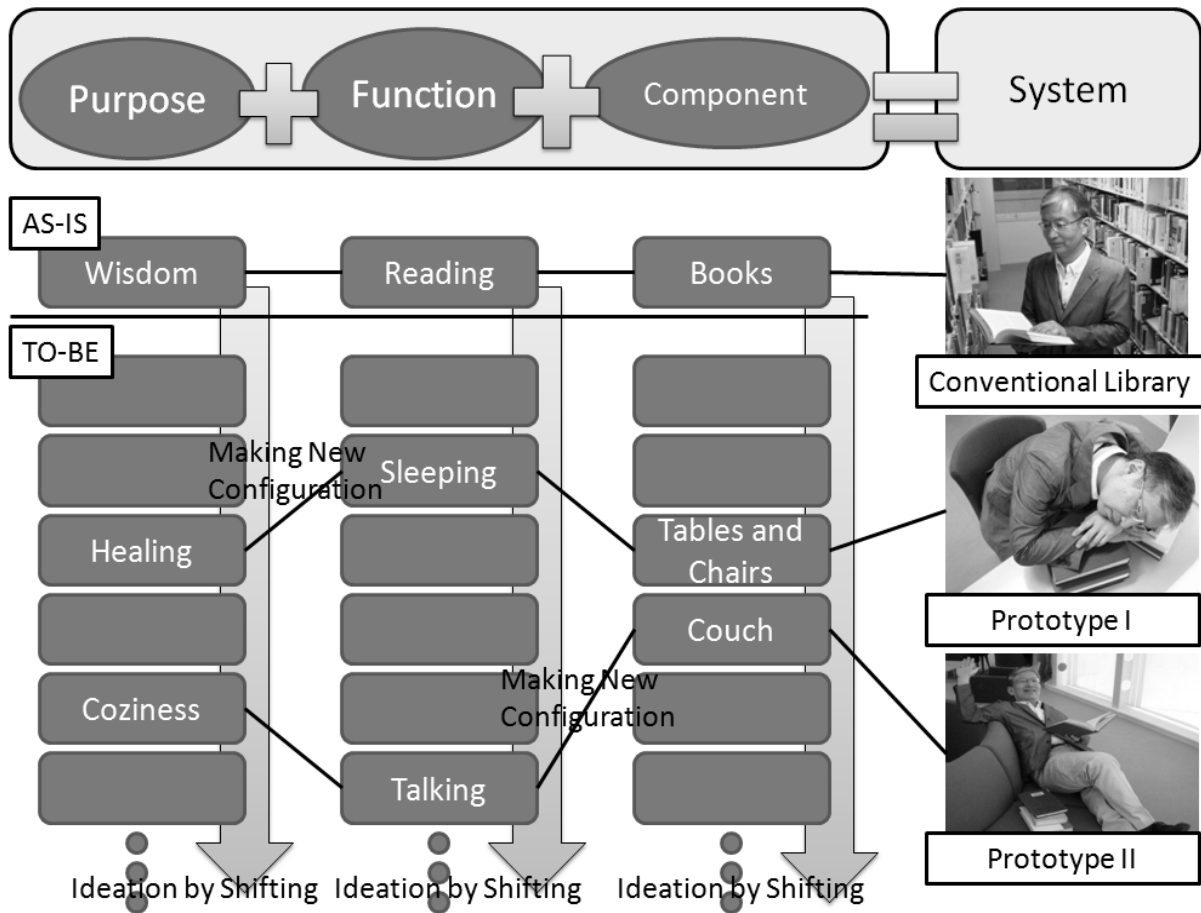 Purpose
Function
Component
System
AS-IS
Wisdom
Reading
Books
Conventional Library
TO-BE
Making New
Configuration
Sleeping
Healing
Tables and
Chairs
Prototype I
Couch
Making New
Configuration
Coziness
Talking
Prototype II
Ideation by Shifting
Ideation by Shifting
Ideation by Shifting